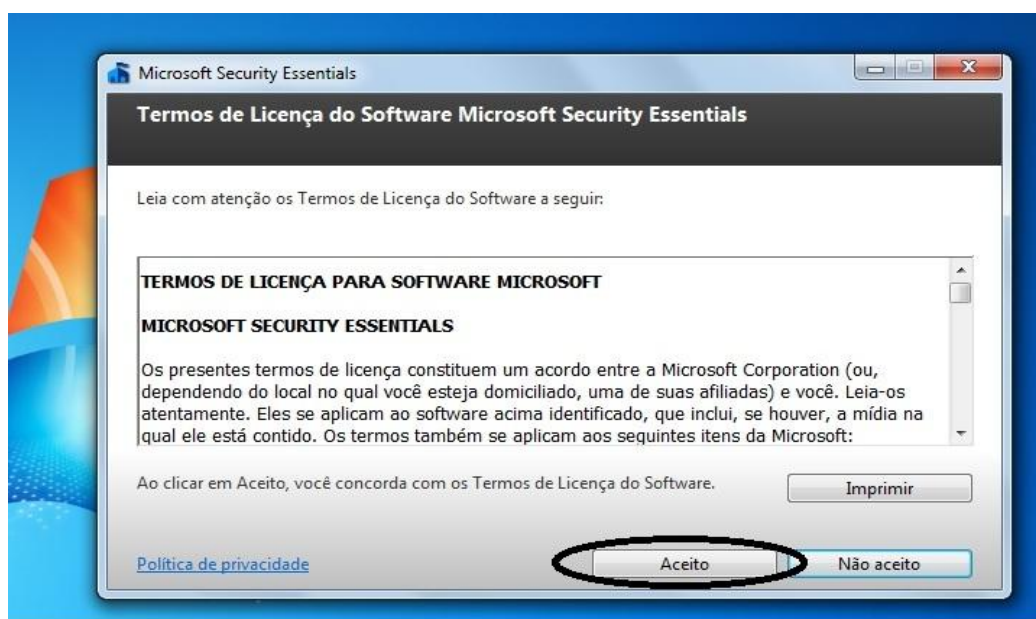 Microsoft Security Essentials
Termos de Licença do Software Microsoft Security Essentials
Leia com atenção os Termos de Licença do Software a seguir:
TERMOS DE LICENÇA PARA SOFTWARE MICROSOFT
MICROSOFT SECURITY ESSENTIALS
Os presentes termos de licença constituem um acordo entre a Microsoft Corporation (ou,
dependendo do local no qual você esteja domiciliado, uma de suas afiliadas) e você. Leia-os
atentamente. Eles se aplicam ao software acima identificado, que inclui, se houver, a mídia na
qual ele está contido. Os termos também se aplicam aos seguintes itens da Microsoft:
Ao clicar em Aceito, você concorda com os Termos de Licença do Software.
Imprimir
Política de privacidade
Aceito
Não aceito